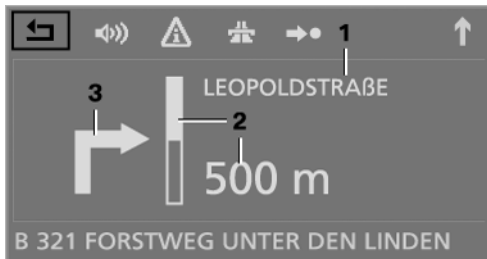 1
LEOPOLDSTRAßE
3
2
500 m
B 321 FORSTWEG UNTER DEN LINDEN